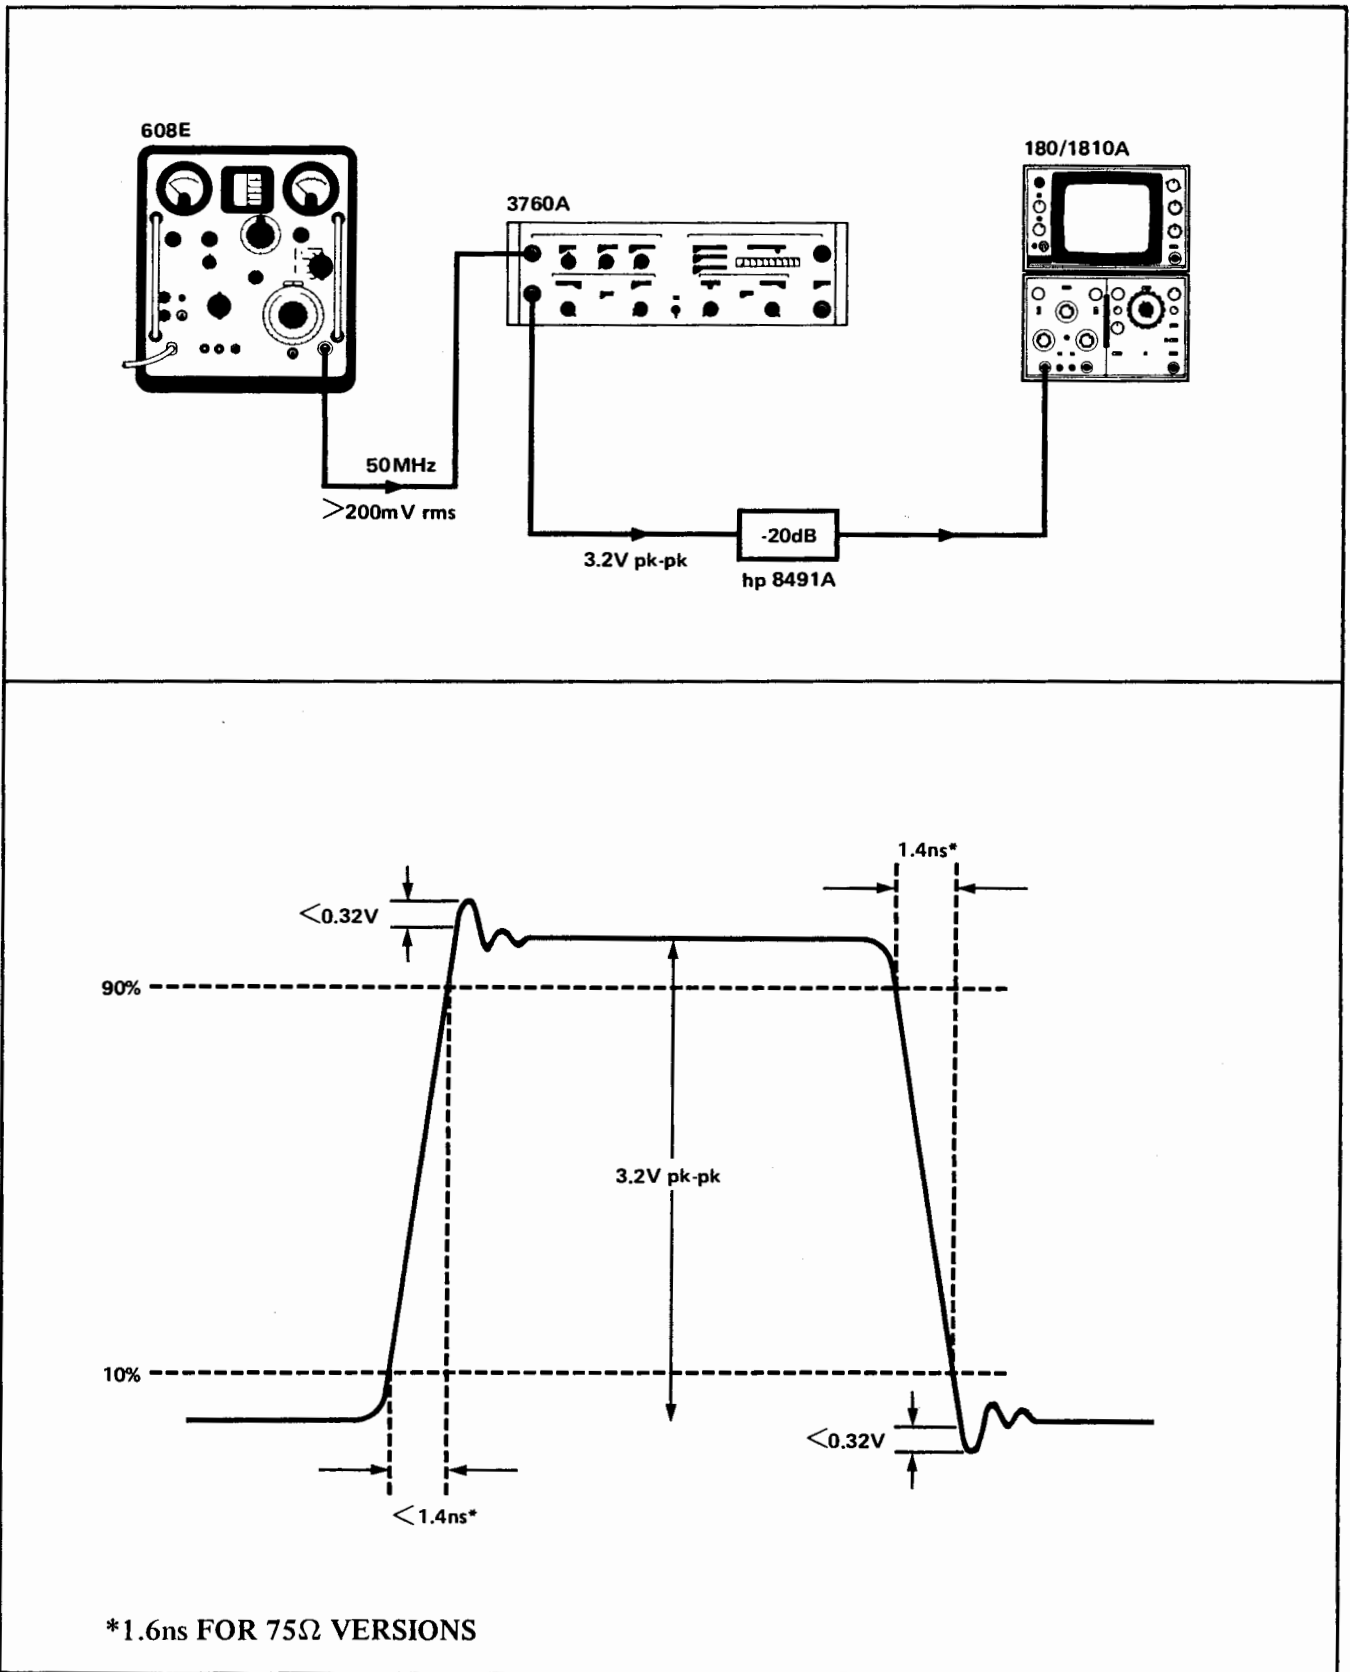 608E
180/1810A
3760A
50MHz
>200mV rms
-20dB
3.2V pk-pk
hp 8491A
1.4ns*
<0.32V
90%
3.2V pk-pk
10%
<0.32V
<1.4ns*
*1.6ns FOR 75Ω VERSIONS